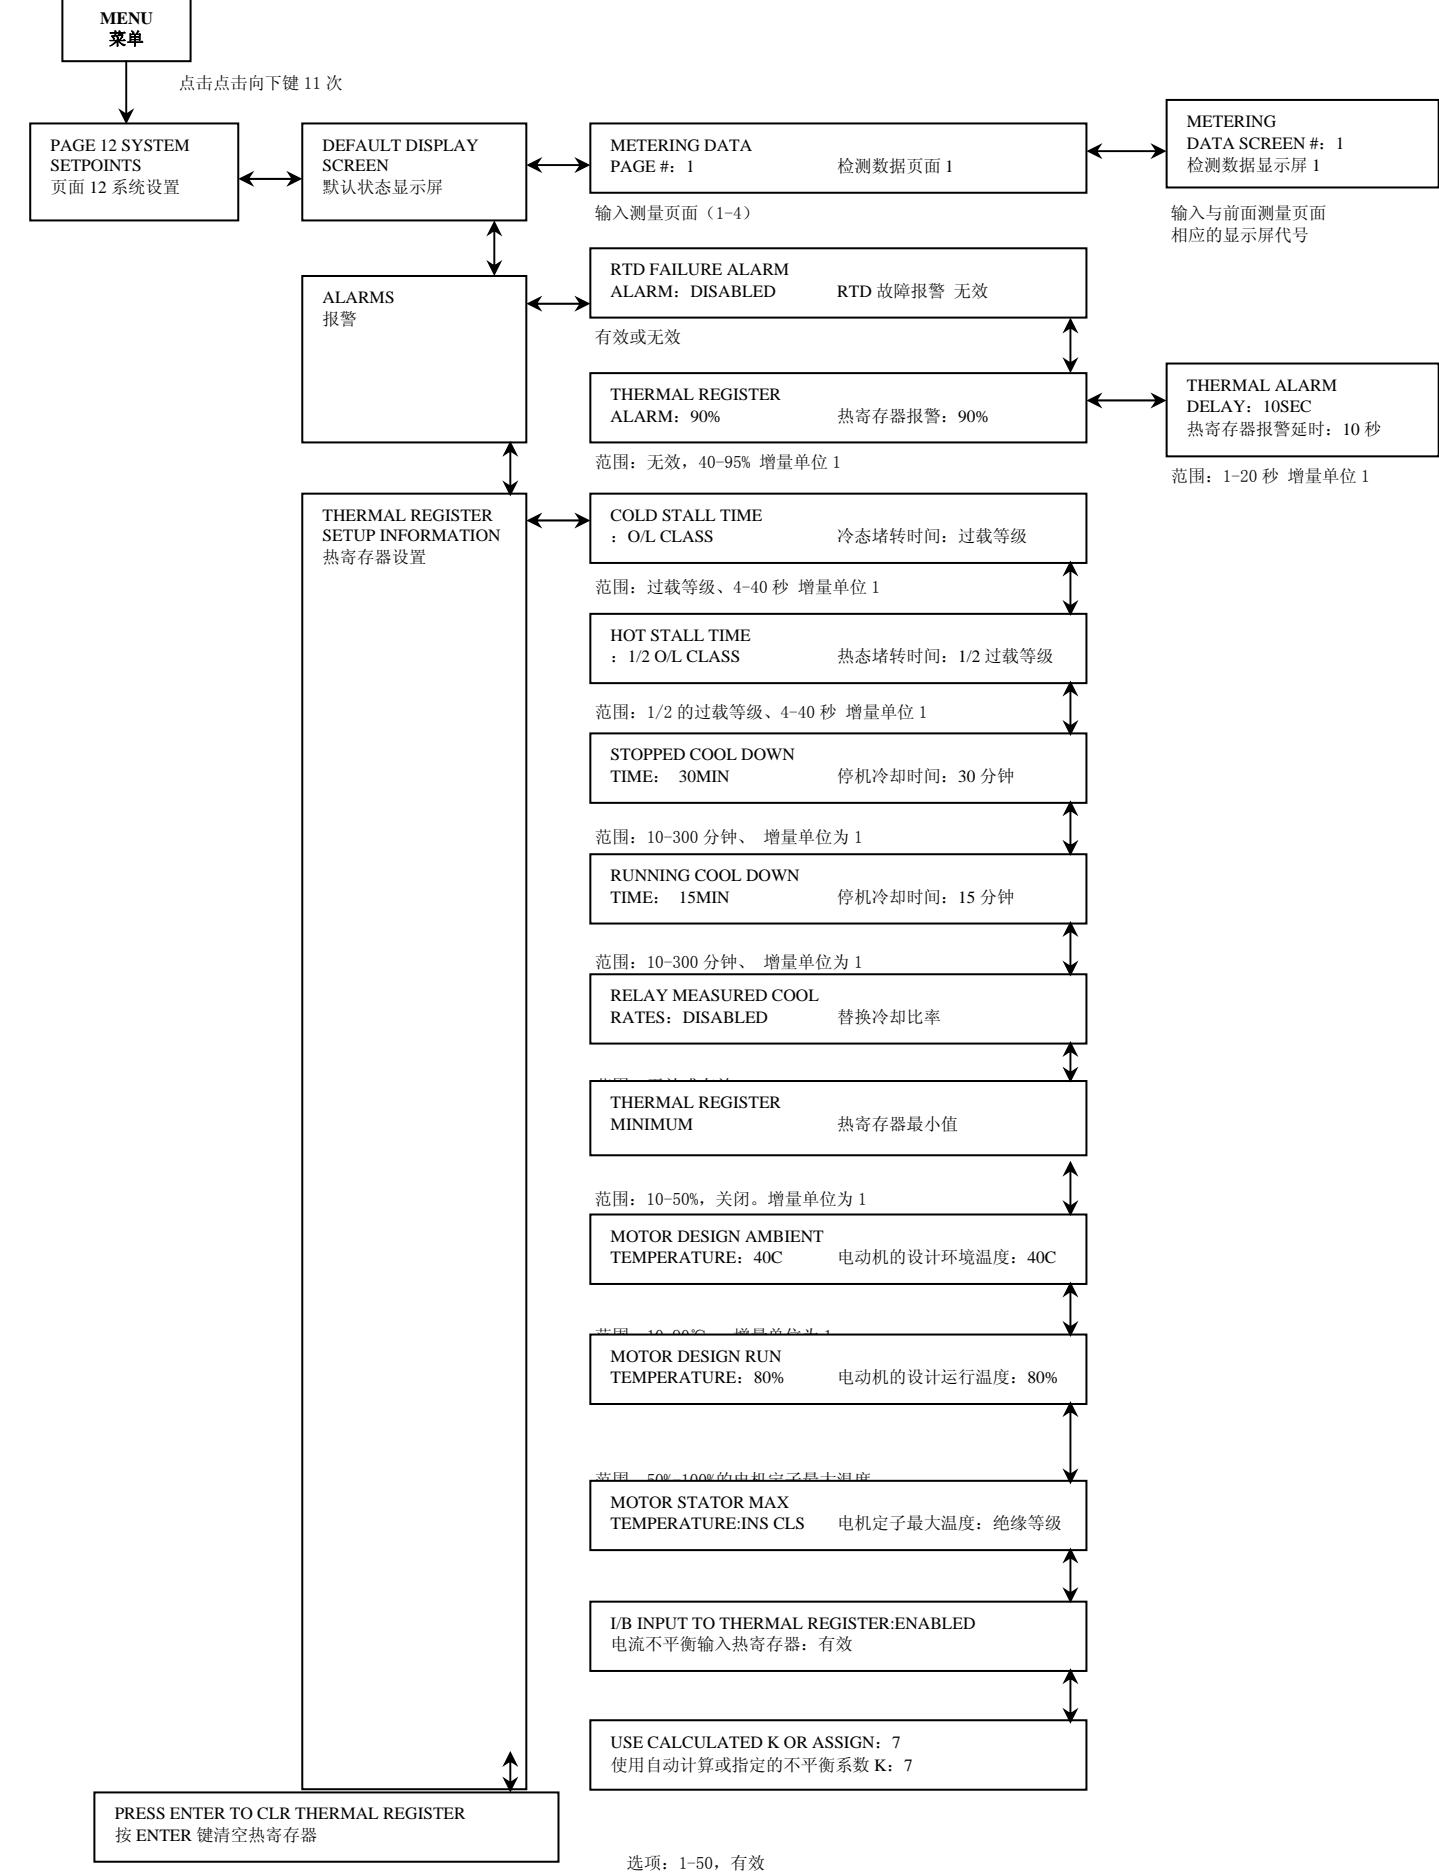 MENU
菜单
点击点击向下键 11 次
PAGE 12 SYSTEM
SETPOINTS
页面 12 系统设置
DEFAULT DISPLAY
SCREEN
默认状态显示屏
METERING DATA
PAGE #：1 检测数据页面 1
输入测量页面（1-4）
METERING
DATA SCREEN #：1
检测数据显示屏 1
输入与前面测量页面
相应的显示屏代号
ALARMS
报警
RTD FAILURE ALARM
ALARM：DISABLED RTD 故障报警 无效
有效或无效
THERMAL REGISTER
ALARM：90% 热寄存器报警：90%
范围：无效，40-95% 增量单位 1
THERMAL ALARM
DELAY：10SEC
热寄存器报警延时：10 秒
范围：1-20 秒 增量单位 1
THERMAL REGISTER
SETUP INFORMATION
热寄存器设置
COLD STALL TIME
：O/L CLASS 冷态堵转时间：过载等级
范围：过载等级、4-40 秒 增量单位 1
HOT STALL TIME
：1/2 O/L CLASS 热态堵转时间：1/2 过载等级
范围：1/2 的过载等级、4-40 秒 增量单位 1
STOPPED COOL DOWN
TIME： 30MIN 停机冷却时间：30 分钟
范围：10-300 分钟、 增量单位为 1
RUNNING COOL DOWN
TIME： 15MIN 停机冷却时间：15 分钟
范围：10-300 分钟、 增量单位为 1
RELAY MEASURED COOL
RATES：DISABLED 替换冷却比率
THERMAL REGISTER
MINIMUM 热寄存器最小值
范围：10-50%，关闭。增量单位为 1
MOTOR DESIGN AMBIENT
TEMPERATURE：40C 电动机的设计环境温度：40C
MOTOR DESIGN RUN
TEMPERATURE：80% 电动机的设计运行温度：80%
范围：50%-100%的电机定子最大温度
MOTOR STATOR MAX
TEMPERATURE:INS CLS 电机定子最大温度：绝缘等级
I/B INPUT TO THERMAL REGISTER:ENABLED
电流不平衡输入热寄存器：有效
USE CALCULATED K OR ASSIGN：7
使用自动计算或指定的不平衡系数 K：7
PRESS ENTER TO CLR THERMAL REGISTER
按 ENTER 键清空热寄存器
选项：1-50，有效